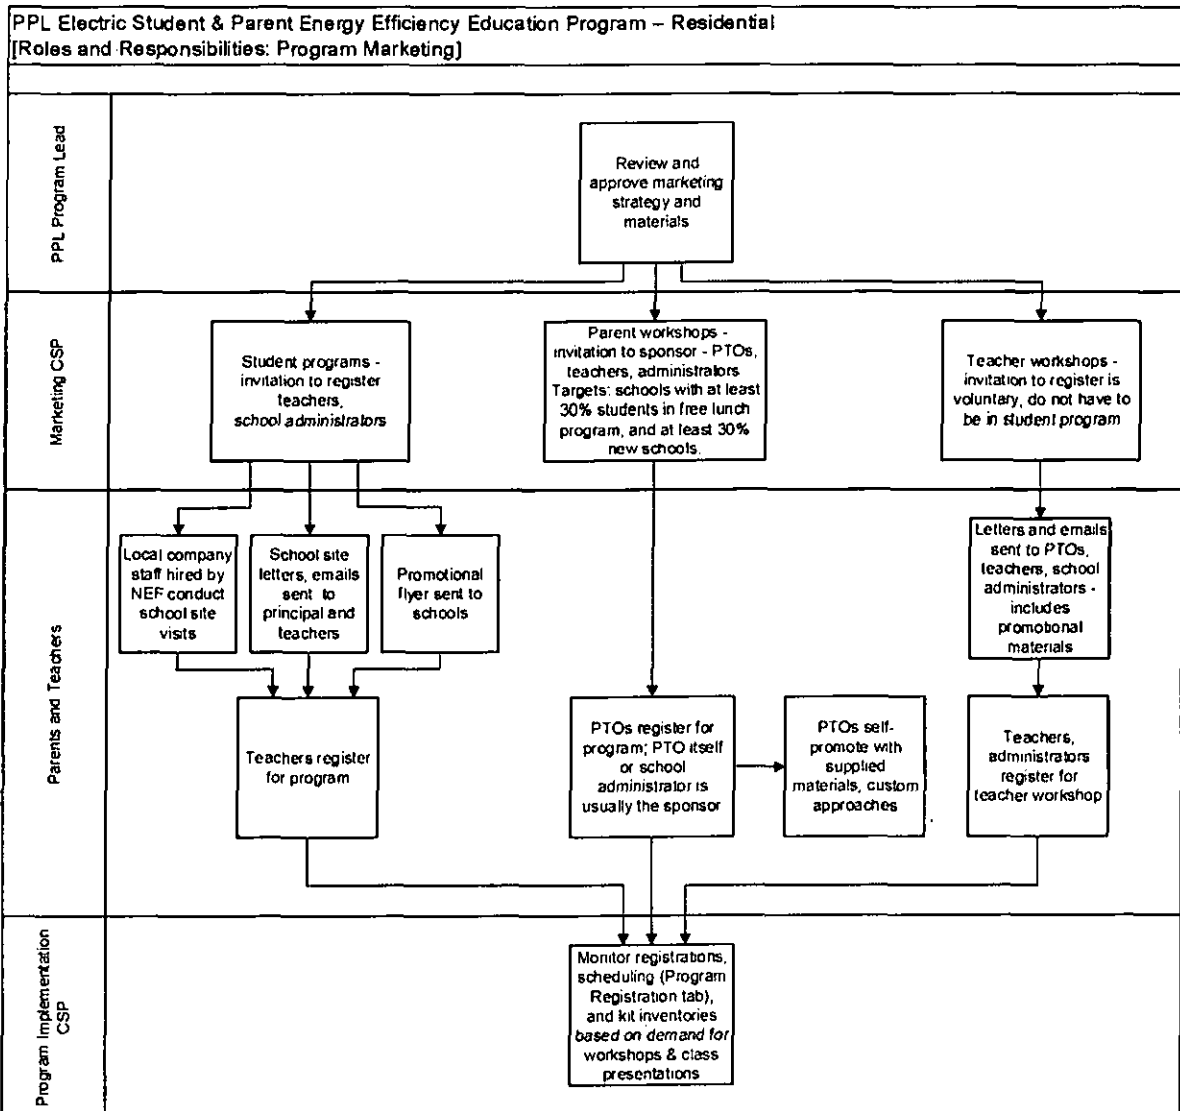 PPL Electric Student & Parent Energy Efficiency Education Program – Residential
[Roles and Responsibilities: Program Marketing]
PPL Program Lead
Review and
approve marketing
strategy and
materials
Marketing CSP
Student programs -
invitation to register
teachers,
school administrators
Parent workshops -
invitation to sponsor - PTOs,
teachers, administrators
Targets: schools with at least
30% students in free lunch
program, and at least 30%
new schools.
Teacher workshops -
invitation to register is
voluntary, do not have to
be in student program
Parents and Teachers
Local company
staff hired by
NEF conduct
school site
visits
School site
letters, emails
sent to
principal and
teachers
Promotional
flyer sent to
schools
Letters and emails
sent to PTOs,
teachers, school
administrators -
includes
promotional
materials
Teachers register
for program
PTOs register for
program; PTO itself
or school
administrator is
usually the sponsor
PTOs self-
promote with
supplied
materials, custom
approaches
Teachers,
administrators
register for
teacher workshop
Program Implementation
CSP
Monitor registrations,
scheduling (Program
Registration tab),
and kit inventories
based on demand for
workshops & class
presentations